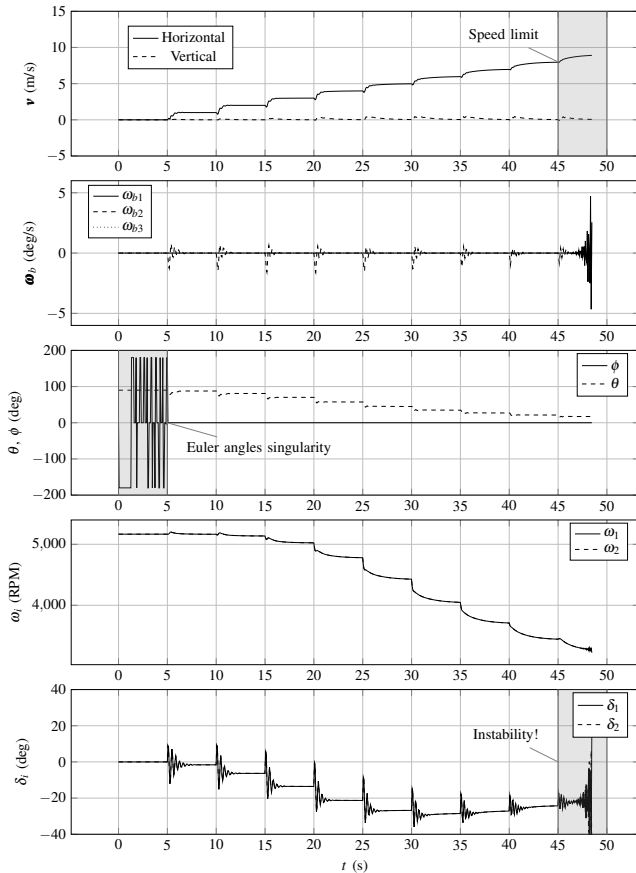 15
10
5
0
−5
v (m/s)
Horizontal
Vertical
Speed limit
0 5 10 15 20 25 30 35 40 45 50
5
0
−5
ω_b (deg/s)
ω_b1
ω_b2
ω_b3
0 5 10 15 20 25 30 35 40 45 50
200
100
0
−100
−200
θ, ϕ (deg)
ϕ
θ
Euler angles singularity
0 5 10 15 20 25 30 35 40 45 50
5,000
4,000
ω_i (RPM)
ω_1
ω_2
0 5 10 15 20 25 30 35 40 45 50
40
20
0
−20
−40
δ_i (deg)
δ_1
δ_2
Instability!
0 5 10 15 20 25 30 35 40 45 50
t (s)